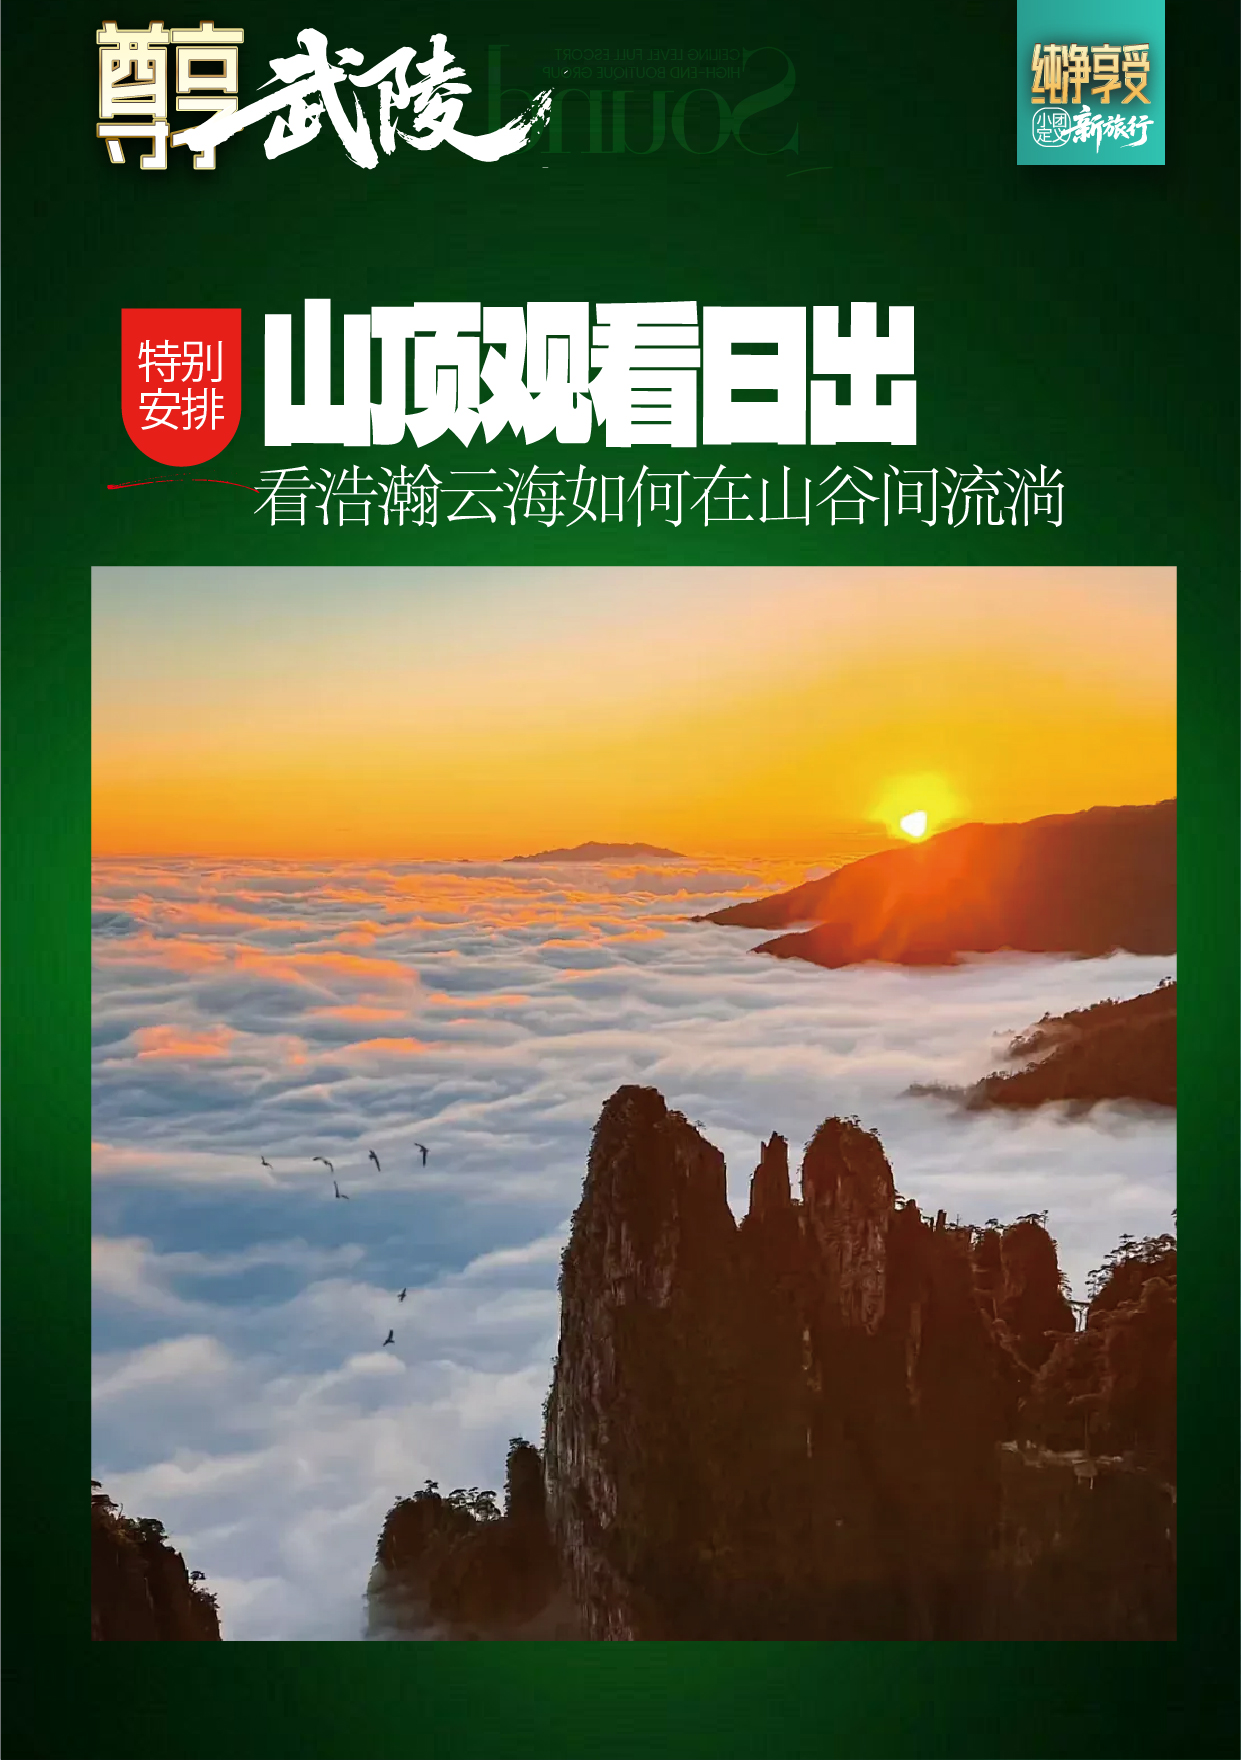 尊享武陵
CEILING LEVEL FULL ESCORT
HIGH-END BOUTIQUE GROUP
Sound
纯净享受
小团定义
新旅行
特别
安排
山顶观看日出
看浩瀚云海如何在山谷间流淌